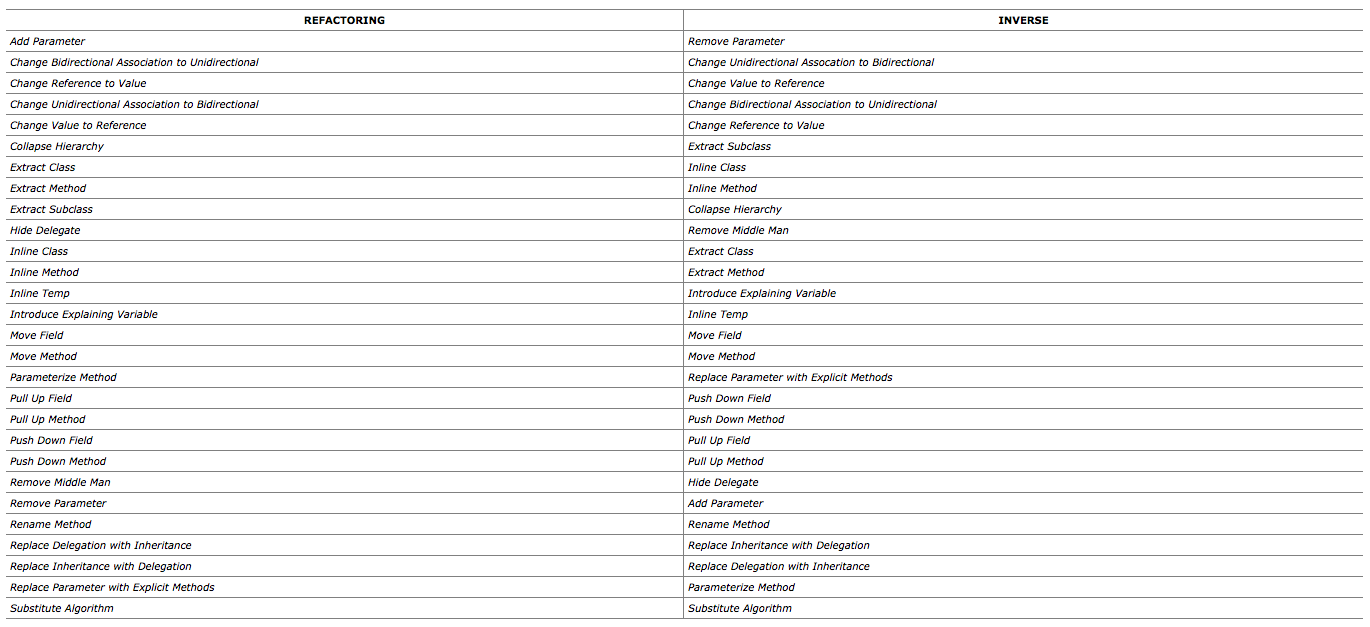 REFACTORING INVERSE
Add Parameter Remove Parameter
Change Bidirectional Association to Unidirectional Change Unidirectional Assocation to Bidirectional
Change Reference to Value Change Value to Reference
Change Unidirectional Association to Bidirectional Change Bidirectional Association to Unidirectional
Change Value to Reference Change Reference to Value
Collapse Hierarchy Extract Subclass
Extract Class Inline Class
Extract Method Inline Method
Extract Subclass Collapse Hierarchy
Hide Delegate Remove Middle Man
Inline Class Extract Class
Inline Method Extract Method
Inline Temp Introduce Explaining Variable
Introduce Explaining Variable Inline Temp
Move Field Move Field
Move Method Move Method
Parameterize Method Replace Parameter with Explicit Methods
Pull Up Field Push Down Field
Pull Up Method Push Down Method
Push Down Field Pull Up Field
Push Down Method Pull Up Method
Remove Middle Man Hide Delegate
Remove Parameter Add Parameter
Rename Method Rename Method
Replace Delegation with Inheritance Replace Inheritance with Delegation
Replace Inheritance with Delegation Replace Delegation with Inheritance
Replace Parameter with Explicit Methods Parameterize Method
Substitute Algorithm Substitute Algorithm